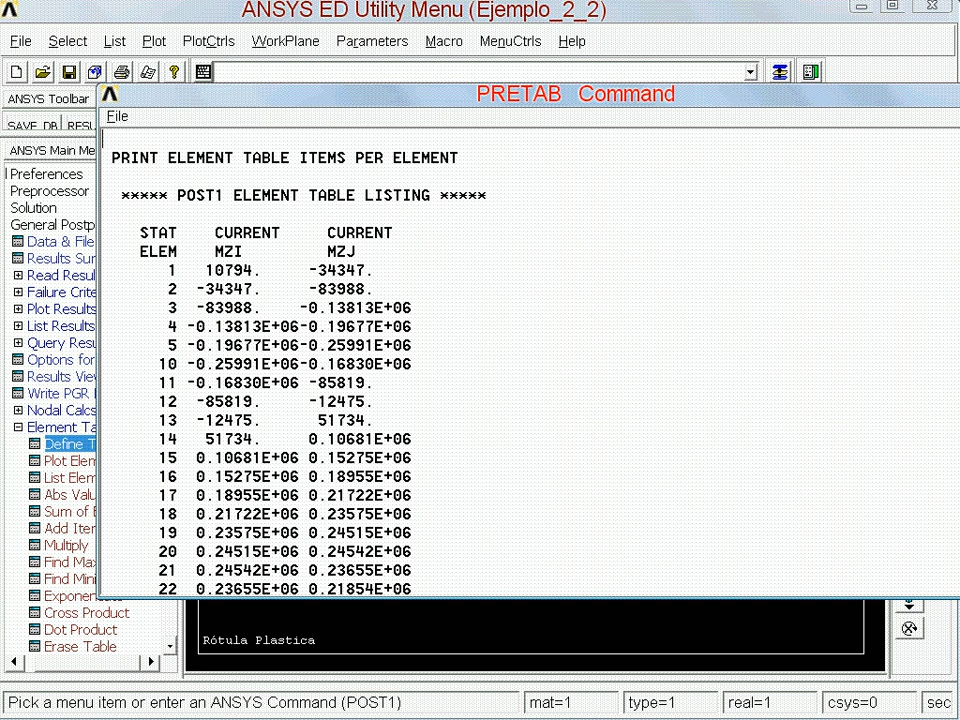 ANSYS ED Utility Menu (Ejemplo_2_2)
File Select List Plot PlotCtrls WorkPlane Parameters Macro MenuCtrls Help
ANSYS Toolbar
SAVE_DB RESU
PRETAB Command
File
ANSYS Main Me
Preferences
Preprocessor
Solution
General Postp
Data & File
Results Sum
Read Resul
Failure Crite
Plot Results
List Results
Query Resu
Options for
Results View
Write PGR
Nodal Calcs
Element Ta
Define T
Plot Elem
List Elem
Abs Valu
Sum of E
Add Iter
Multiply
Find Max
Find Mini
Exponen
Cross Product
Dot Product
Erase Table
PRINT ELEMENT TABLE ITEMS PER ELEMENT
***** POST1 ELEMENT TABLE LISTING *****
STAT CURRENT CURRENT
ELEM MZI MZJ
1 10794. -34347.
2 -34347. -83988.
3 -83988. -0.13813E+06
4 -0.13813E+06-0.19677E+06
5 -0.19677E+06-0.25991E+06
10 -0.25991E+06-0.16830E+06
11 -0.16830E+06 -85819.
12 -85819. -12475.
13 -12475. 51734.
14 51734. 0.10681E+06
15 0.10681E+06 0.15275E+06
16 0.15275E+06 0.18955E+06
17 0.18955E+06 0.21722E+06
18 0.21722E+06 0.23575E+06
19 0.23575E+06 0.24515E+06
20 0.24515E+06 0.24542E+06
21 0.24542E+06 0.23655E+06
22 0.23655E+06 0.21854E+06
Rótula Plastica
Pick a menu item or enter an ANSYS Command (POST1) mat=1 type=1 real=1 csys=0 sec